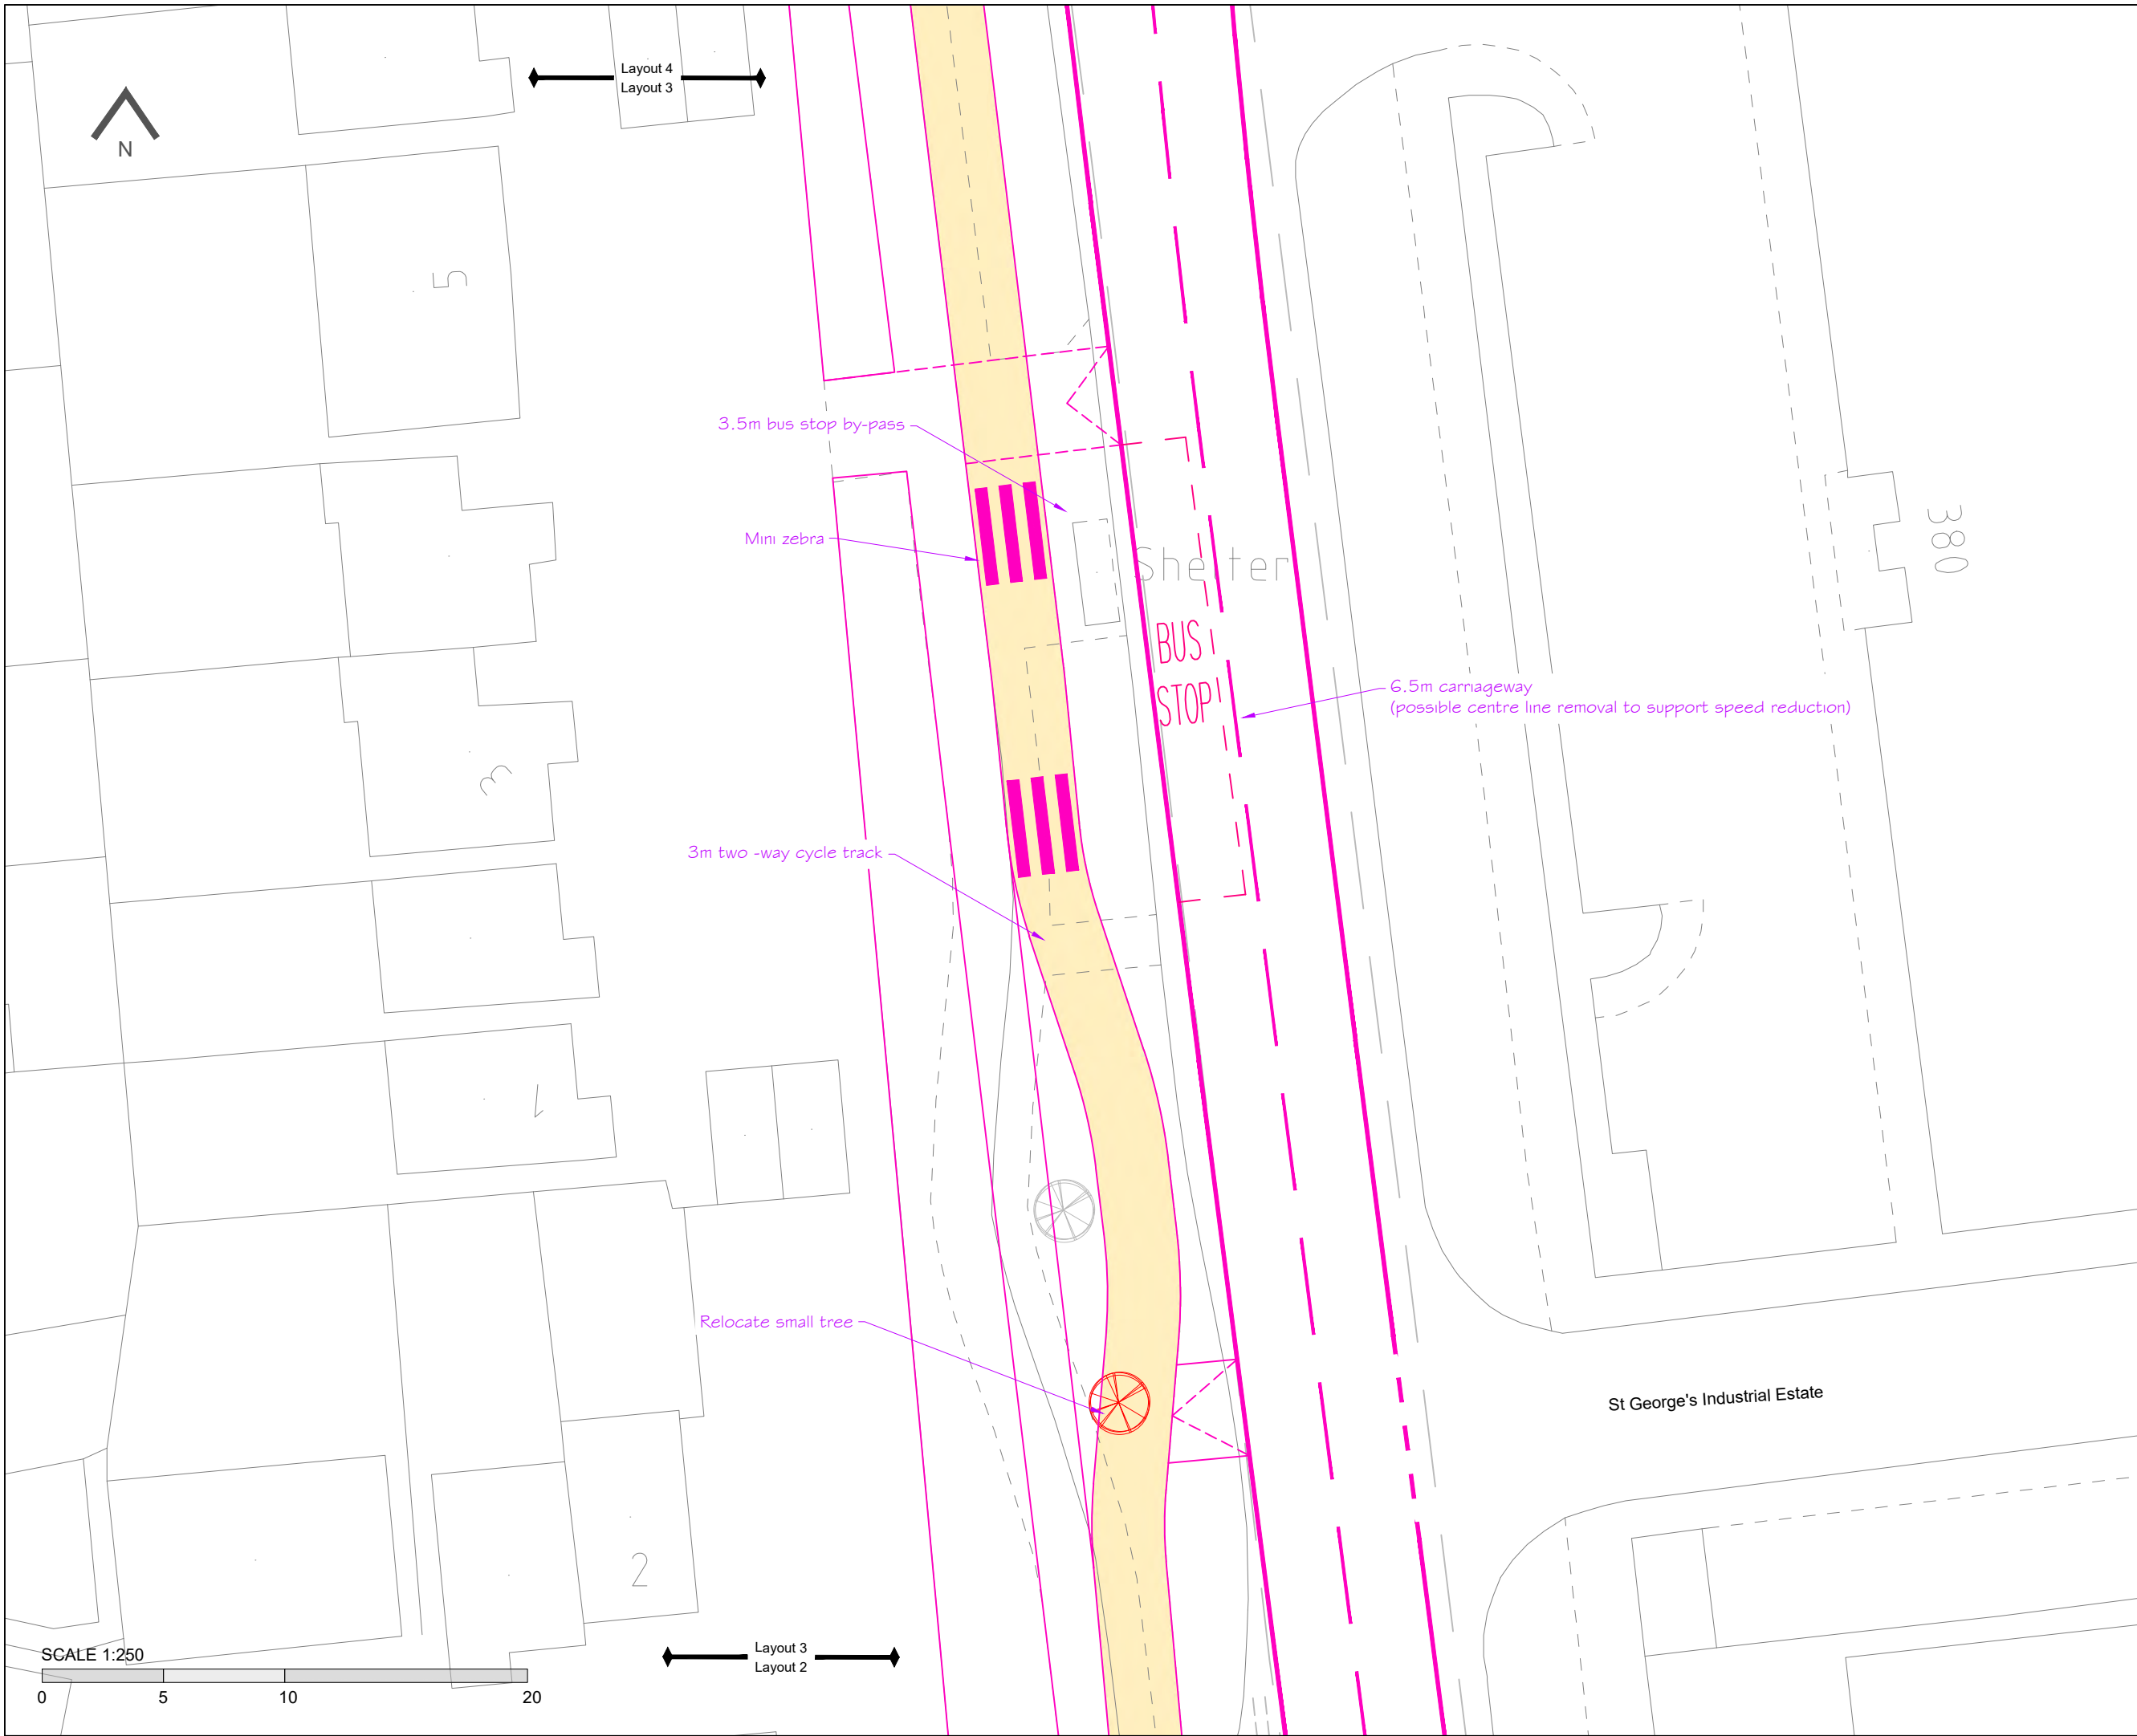 Layout 4
Layout 3
N
5
3.5m bus stop by-pass
Mini zebra
Shelter
380
BUS
STOP
6.5m carriageway
(possible centre line removal to support speed reduction)
3
3m two -way cycle track
1
Relocate small tree
St George's Industrial Estate
2
Layout 3
Layout 2
SCALE 1:250
0 5 10 20